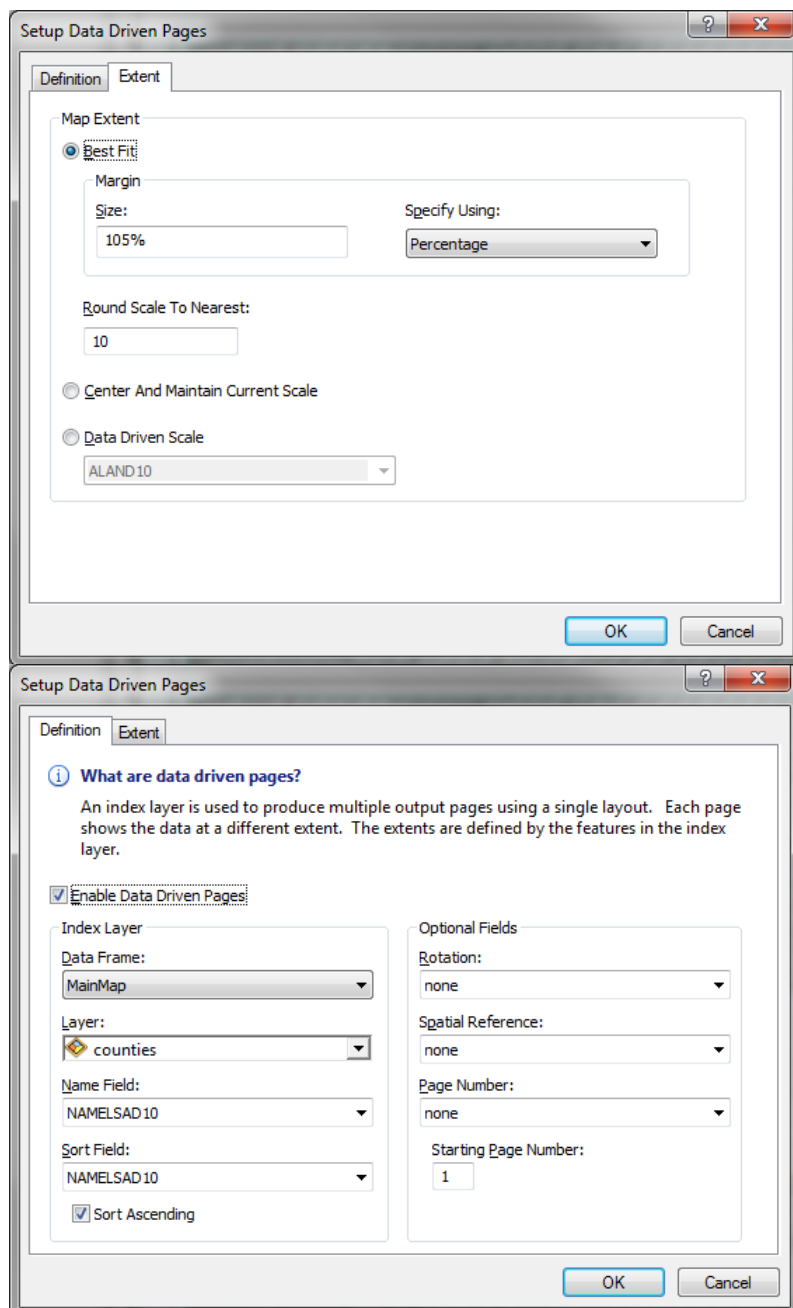 Setup Data Driven Pages
?
Definition
Extent
Map Extent
Best Fit
Margin
Size:
Specify Using:
105%
Percentage
Round Scale To Nearest:
10
Center And Maintain Current Scale
Data Driven Scale
ALAND10
OK
Cancel
Setup Data Driven Pages
?
Definition
Extent
What are data driven pages?
An index layer is used to produce multiple output pages using a single layout. Each page
shows the data at a different extent. The extents are defined by the features in the index
layer.
Enable Data Driven Pages
Index Layer
Data Frame:
MainMap
Layer:
counties
Name Field:
NAMELSAD10
Sort Field:
NAMELSAD10
Sort Ascending
Optional Fields
Rotation:
none
Spatial Reference:
none
Page Number:
none
Starting Page Number:
1
OK
Cancel